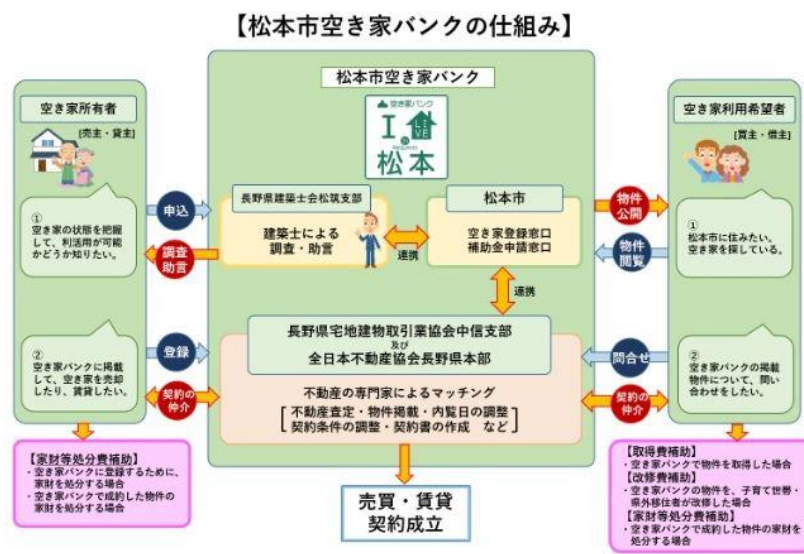 【松本市空き家バンクの仕組み】
空き家所有者
[売主・貸主]
①
空き家の状態を把握
して、利活用が可能
かどうか知りたい。
②
空き家バンクに掲載
して、空き家を売却
したり、賃貸したい。
【家財等処分費補助】
・空き家バンクに登録するために、
家財を処分する場合
・空き家バンクで成約した物件の
家財を処分する場合
申込
調査
助言
登録
契約の
仲介
松本市空き家バンク
空き家バンク
I LIVE
松本
長野県建築士会松筑支部
建築士による
調査・助言
連携
松本市
空き家登録窓口
補助金申請窓口
連携
長野県宅地建物取引業協会中信支部
及び
全日本不動産協会長野県本部
不動産の専門家によるマッチング
不動産査定・物件掲載・内覧日の調整
契約条件の調整・契約書の作成 など
売買・賃貸
契約成立
物件
公開
物件
閲覧
問合せ
契約の
仲介
空き家利用希望者
[買主・借主]
①
松本市に住みたい。
空き家を探している。
②
空き家バンクの掲載
物件について、問い
合わせをしたい。
【取得費補助】
・空き家バンクで物件を取得した場合
【改修費補助】
・空き家バンクの物件を、子育て世帯・
県外移住者が改修した場合
【家財等処分費補助】
・空き家バンクで成約した物件の家財を
処分する場合